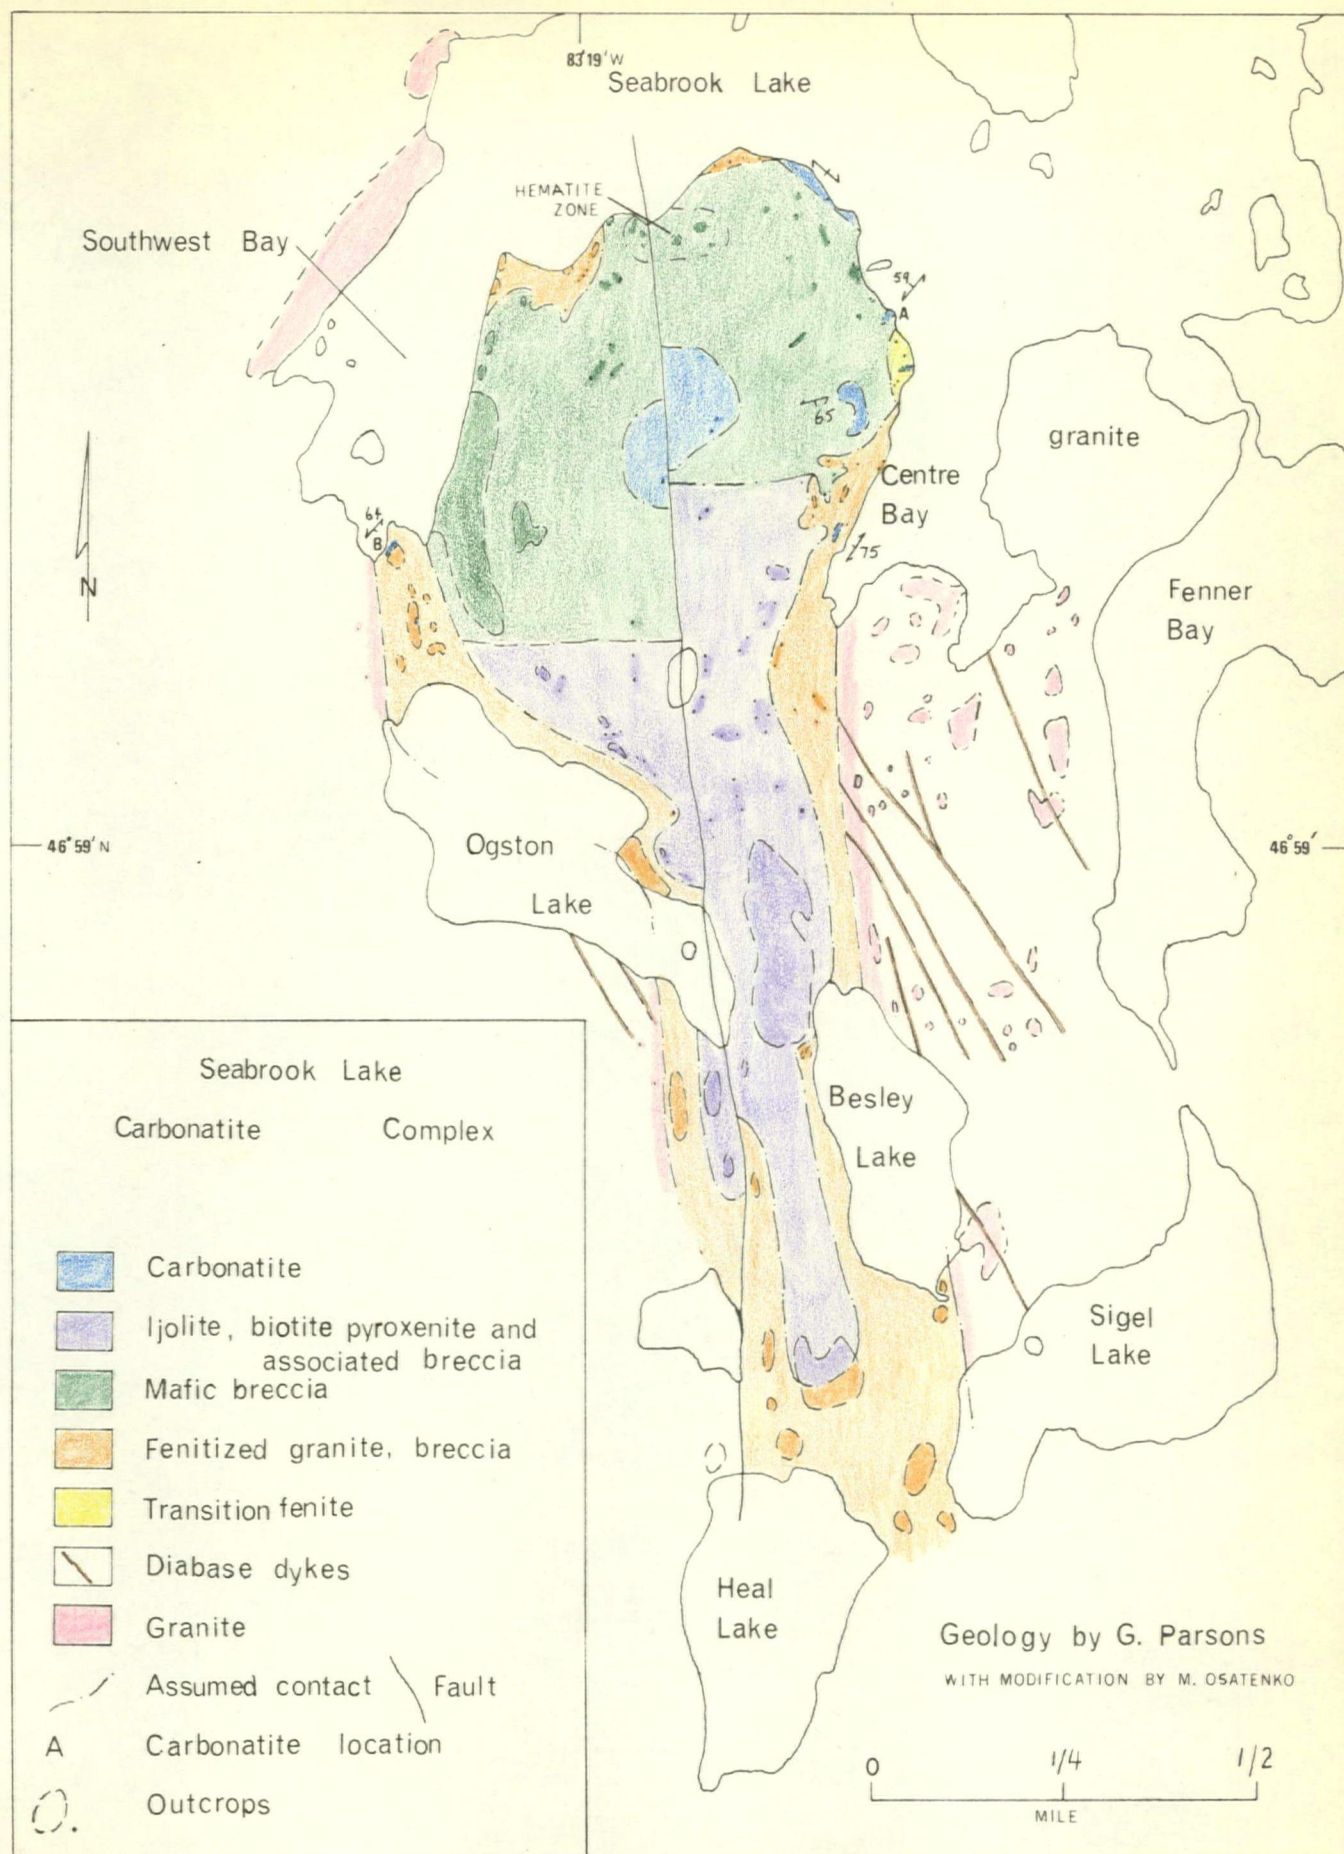 83°19' W
Seabrook Lake
HEMATITE
ZONE
Southwest Bay
59
A
65
granite
Centre
Bay
64
B
75
N
Fenner
Bay
46°59' N
46°59'
Ogston
Lake
Besley
Lake
Sigel
Lake
Heal
Lake
Seabrook Lake
Carbonatite Complex
Carbonatite
Ijolite, biotite pyroxenite and
associated breccia
Mafic breccia
Fenitized granite, breccia
Transition fenite
Diabase dykes
Granite
Assumed contact Fault
A Carbonatite location
Outcrops
Geology by G. Parsons
WITH MODIFICATION BY M. OSATENKO
0 1/4 1/2
MILE